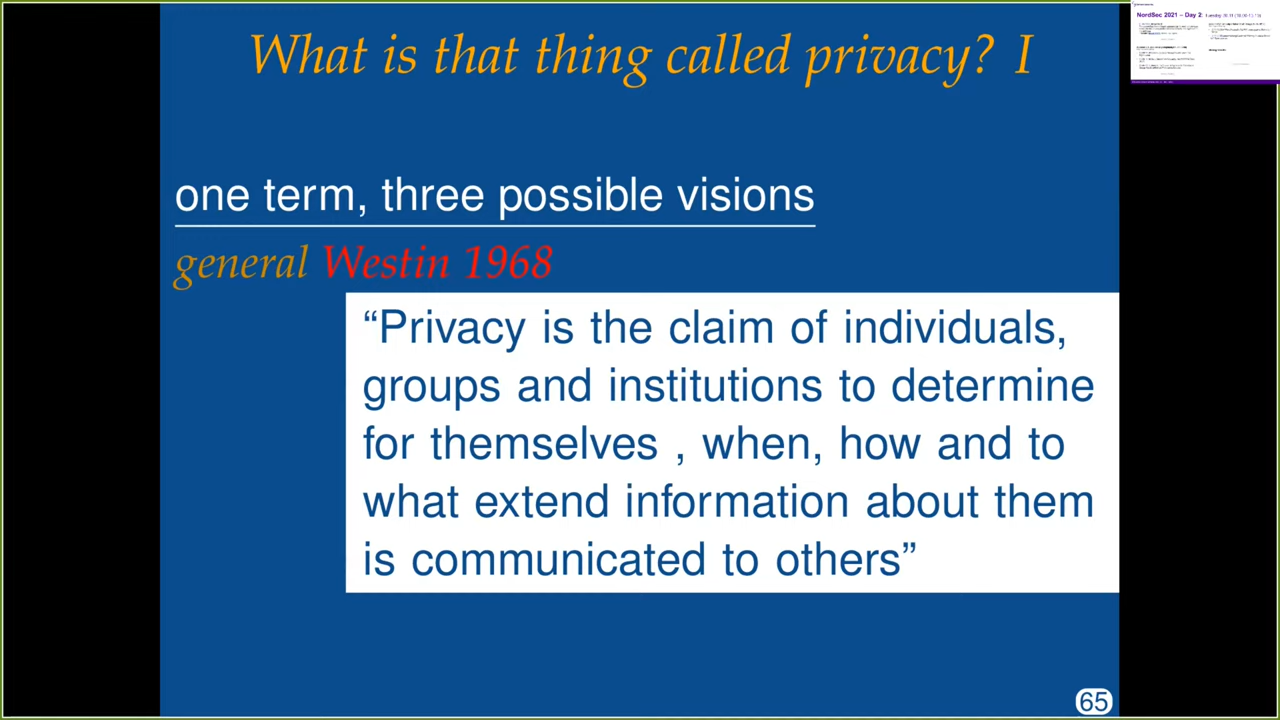 What is a aching called privacy? I
one term, three possible visions
general Westin 1968
“Privacy is the claim of individuals,
groups and institutions to determine
for themselves , when, how and to
what extend information about them
is communicated to others”
65
NordSec 2021 – Day 2: